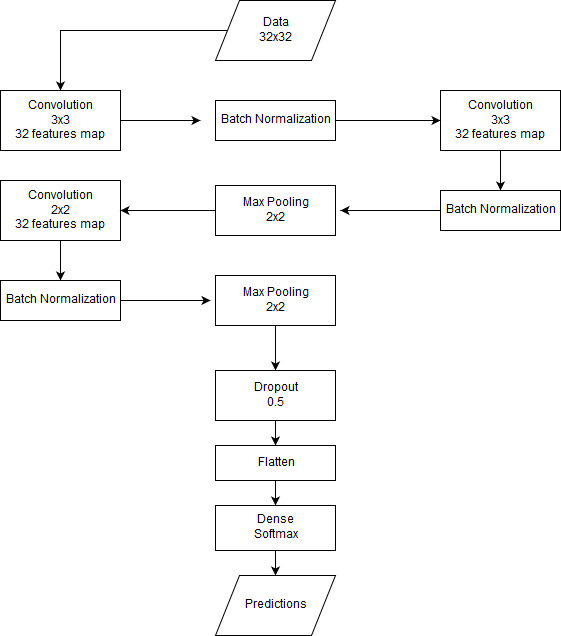 Data
32x32
Convolution
3x3
32 features map
Batch Normalization
Convolution
3x3
32 features map
Batch Normalization
Max Pooling
2x2
Convolution
2x2
32 features map
Batch Normalization
Max Pooling
2x2
Dropout
0.5
Flatten
Dense
Softmax
Predictions